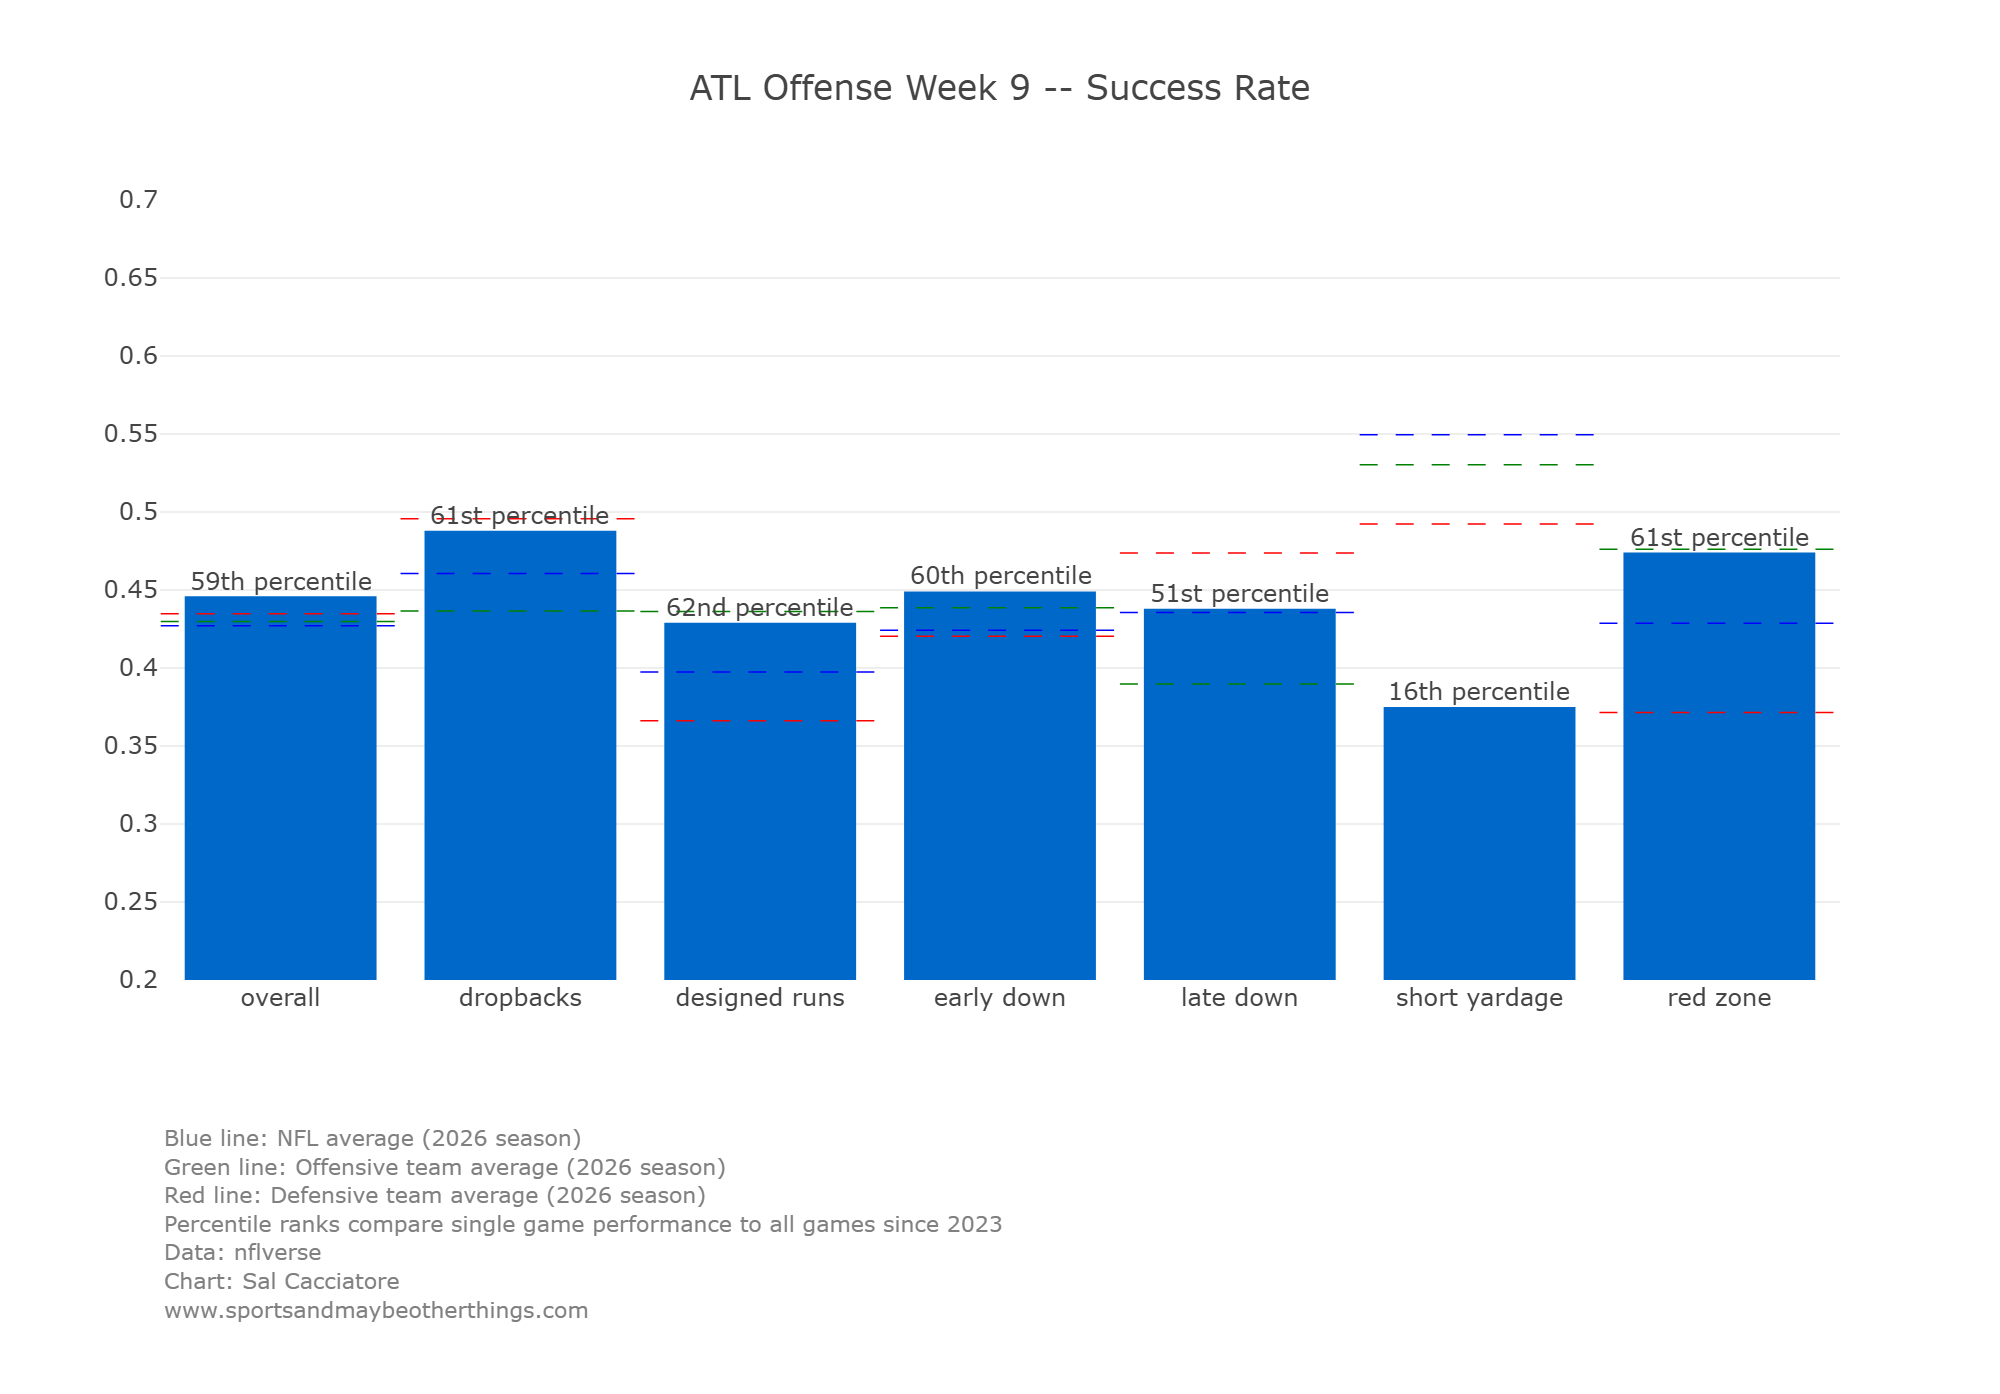 ATL Offense Week 9 -- Success Rate
0.7
0.65
0.6
0.55
0.5
0.45
0.4
0.35
0.3
0.25
0.2
59th percentile
61st percentile
62nd percentile
60th percentile
51st percentile
16th percentile
61st percentile
overall
dropbacks
designed runs
early down
late down
short yardage
red zone
Blue line: NFL average (2026 season)
Green line: Offensive team average (2026 season)
Red line: Defensive team average (2026 season)
Percentile ranks compare single game performance to all games since 2023
Data: nflverse
Chart: Sal Cacciatore
www.sportsandmaybeotherthings.com